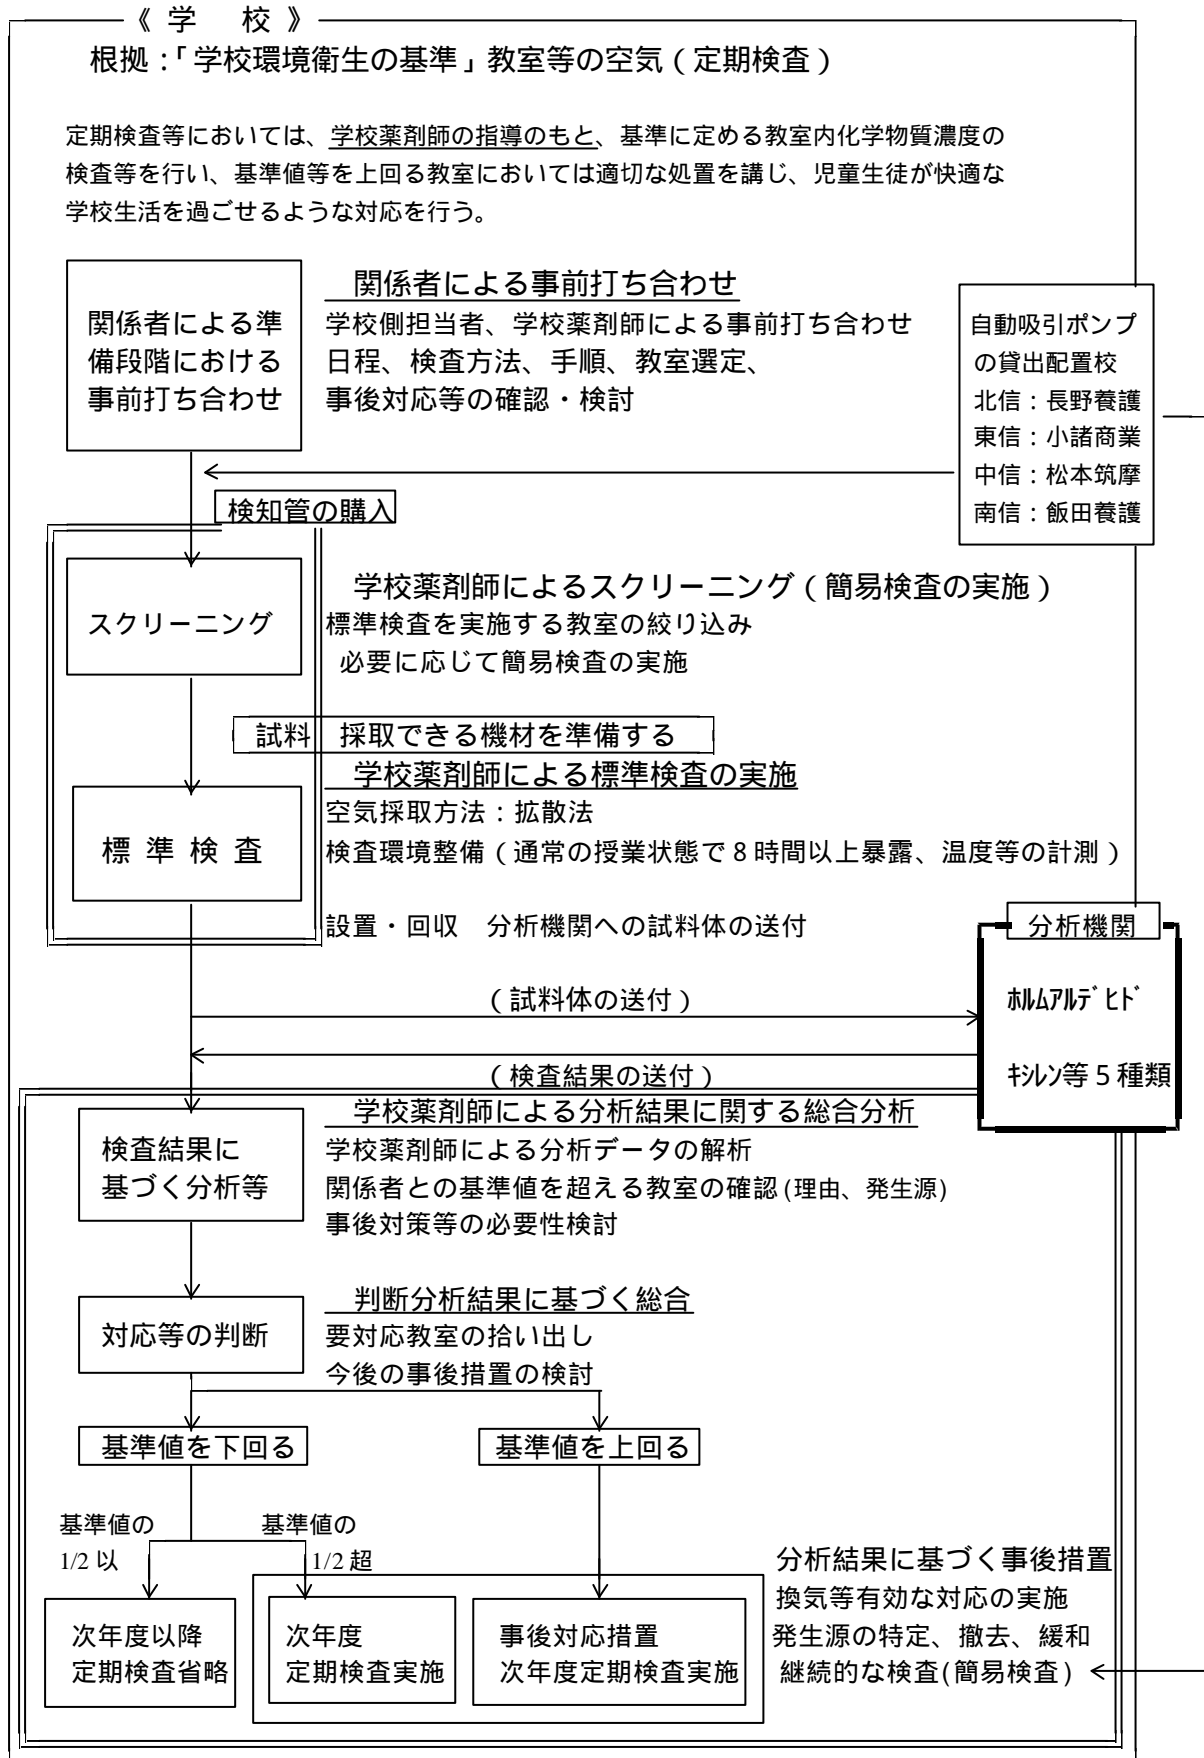 《 学　校 》
根拠：「学校環境衛生の基準」教室等の空気（定期検査）
定期検査等においては、学校薬剤師の指導のもと、基準に定める教室内化学物質濃度の
検査等を行い、基準値等を上回る教室においては適切な処置を講じ、児童生徒が快適な
学校生活を過ごせるような対応を行う。
関係者による準
備段階における
事前打ち合わせ
関係者による事前打ち合わせ
学校側担当者、学校薬剤師による事前打ち合わせ
日程、検査方法、手順、教室選定、
事後対応等の確認・検討
自動吸引ポンプ
の貸出配置校
北信：長野養護
東信：小諸商業
中信：松本筑摩
南信：飯田養護
検知管の購入
スクリーニング
学校薬剤師によるスクリーニング（簡易検査の実施）
標準検査を実施する教室の絞り込み
必要に応じて簡易検査の実施
試料　採取できる機材を準備する
標 準 検 査
学校薬剤師による標準検査の実施
空気採取方法：拡散法
検査環境整備（通常の授業状態で８時間以上暴露、温度等の計測）
設置・回収　分析機関への試料体の送付
分析機関
ﾎﾙﾑｱﾙﾃﾞﾋﾄﾞ
ｷｼﾚﾝ等５種類
（試料体の送付）
（検査結果の送付）
検査結果に
基づく分析等
学校薬剤師による分析結果に関する総合分析
学校薬剤師による分析データの解析
関係者との基準値を超える教室の確認(理由、発生源)
事後対策等の必要性検討
対応等の判断
判断分析結果に基づく総合
要対応教室の拾い出し
今後の事後措置の検討
基準値を下回る
基準値を上回る
基準値の
1/2 以
基準値の
1/2 超
次年度以降
定期検査省略
次年度
定期検査実施
事後対応措置
次年度定期検査実施
分析結果に基づく事後措置
換気等有効な対応の実施
発生源の特定、撤去、緩和
継続的な検査(簡易検査)